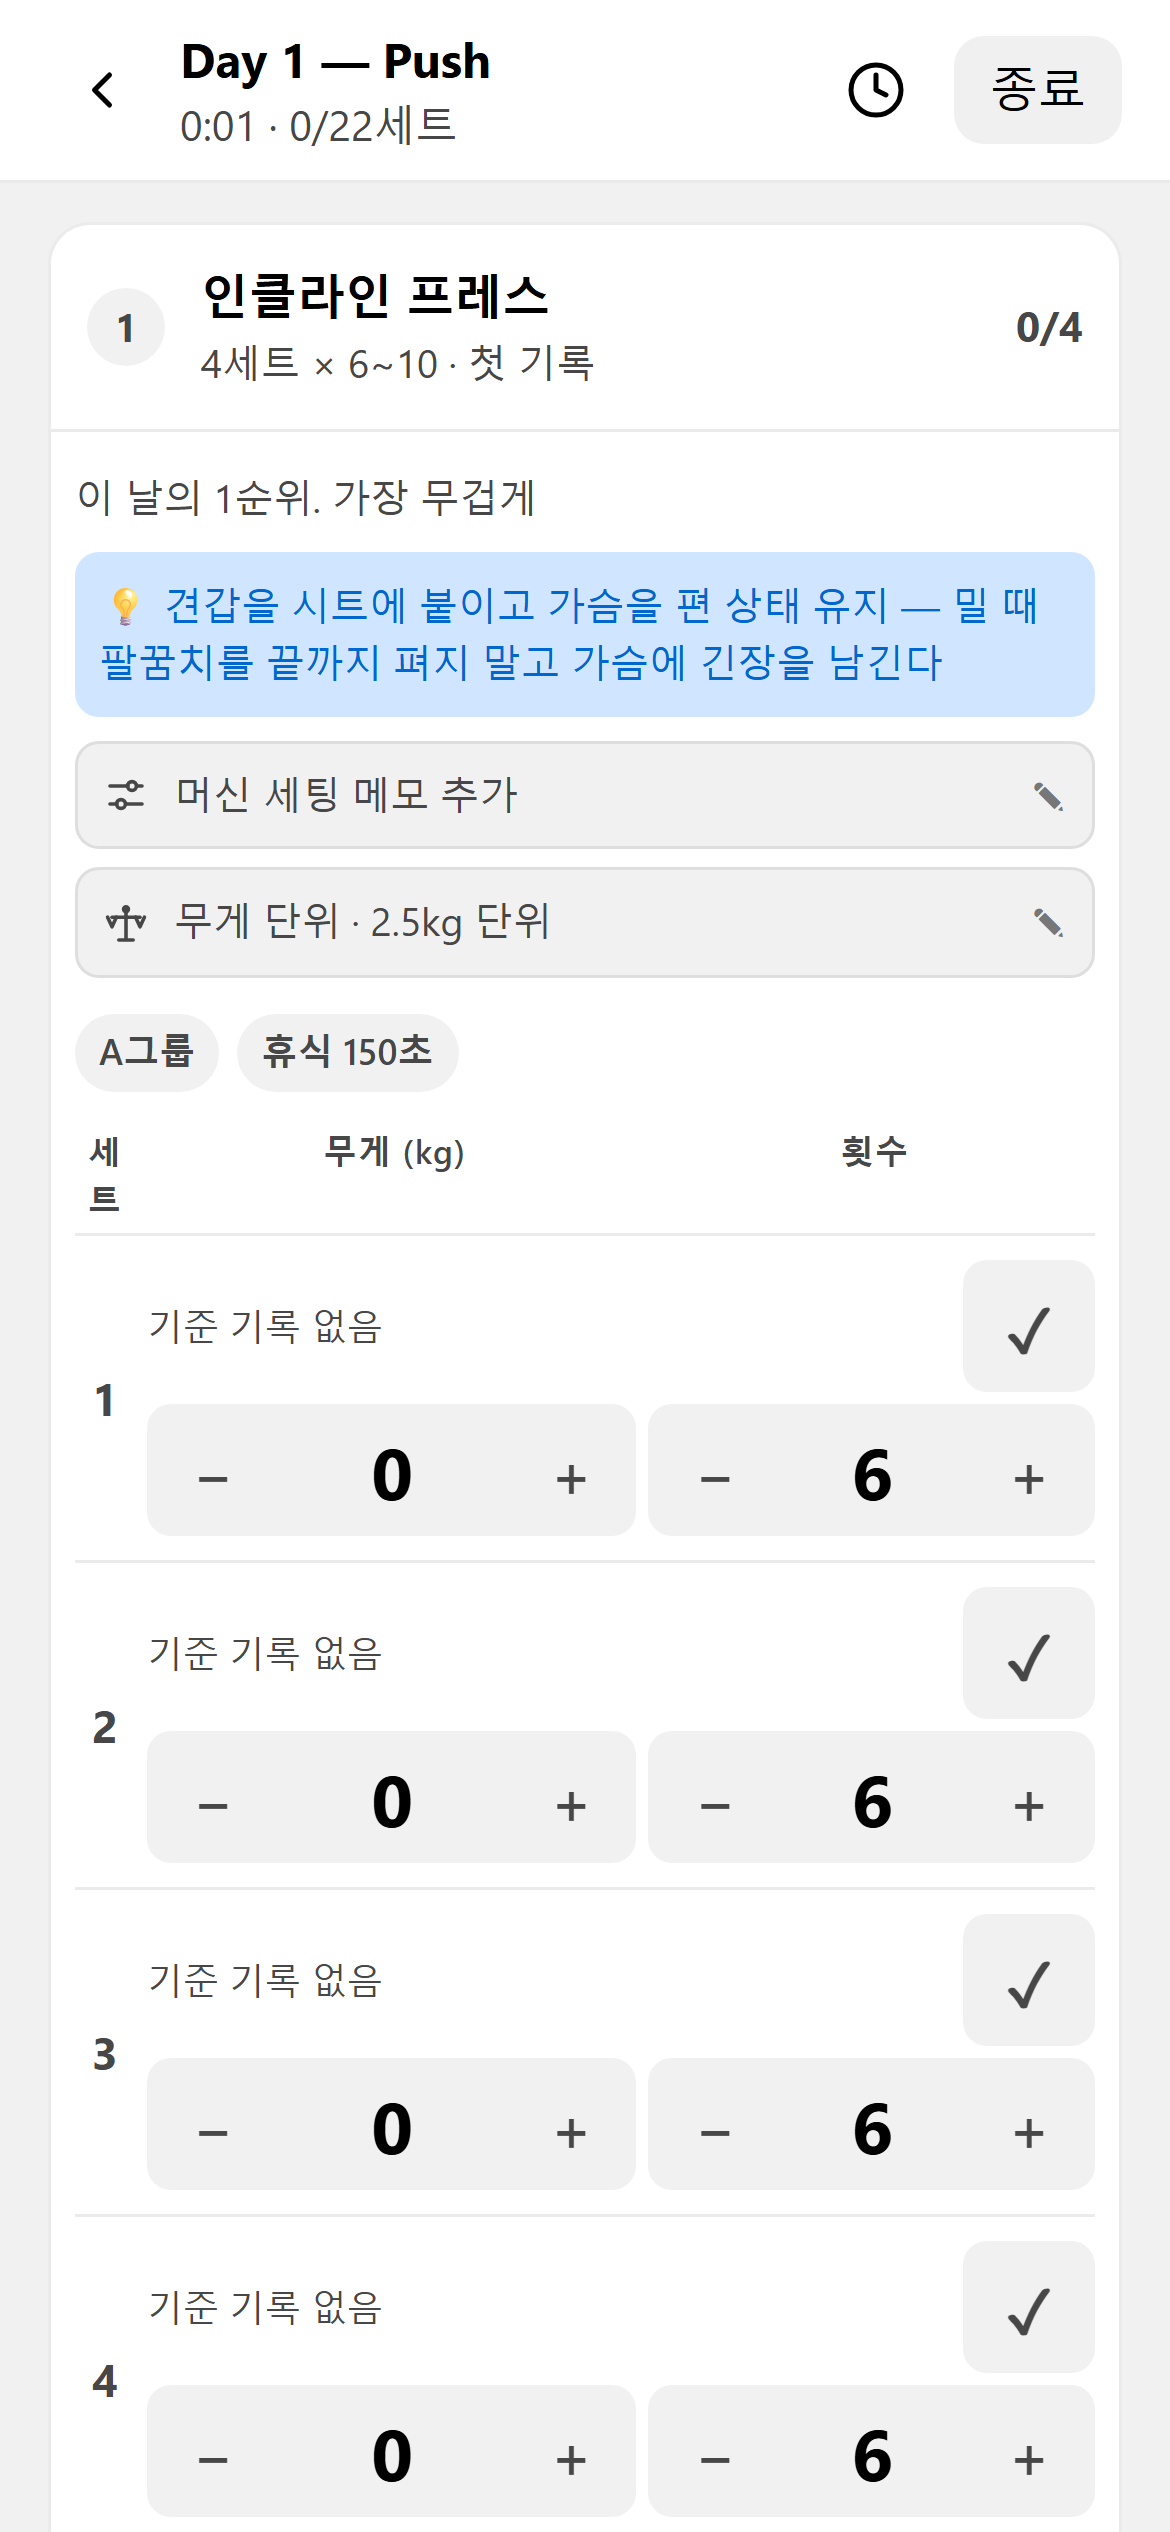 Day 1 — Push
0:01 · 0/22세트
종료
1
인클라인 프레스
4세트 × 6~10 · 첫 기록
0/4
이 날의 1순위. 가장 무겁게
💡 견갑을 시트에 붙이고 가슴을 편 상태 유지 — 밀 때
팔꿈치를 끝까지 펴지 말고 가슴에 긴장을 남긴다
머신 세팅 메모 추가
무게 단위 · 2.5kg 단위
A그룹 휴식 150초
세트 무게 (kg) 횟수
기준 기록 없음 ✓
1
− 0 + − 6 +
기준 기록 없음 ✓
2
− 0 + − 6 +
기준 기록 없음 ✓
3
− 0 + − 6 +
기준 기록 없음 ✓
4
− 0 + − 6 +